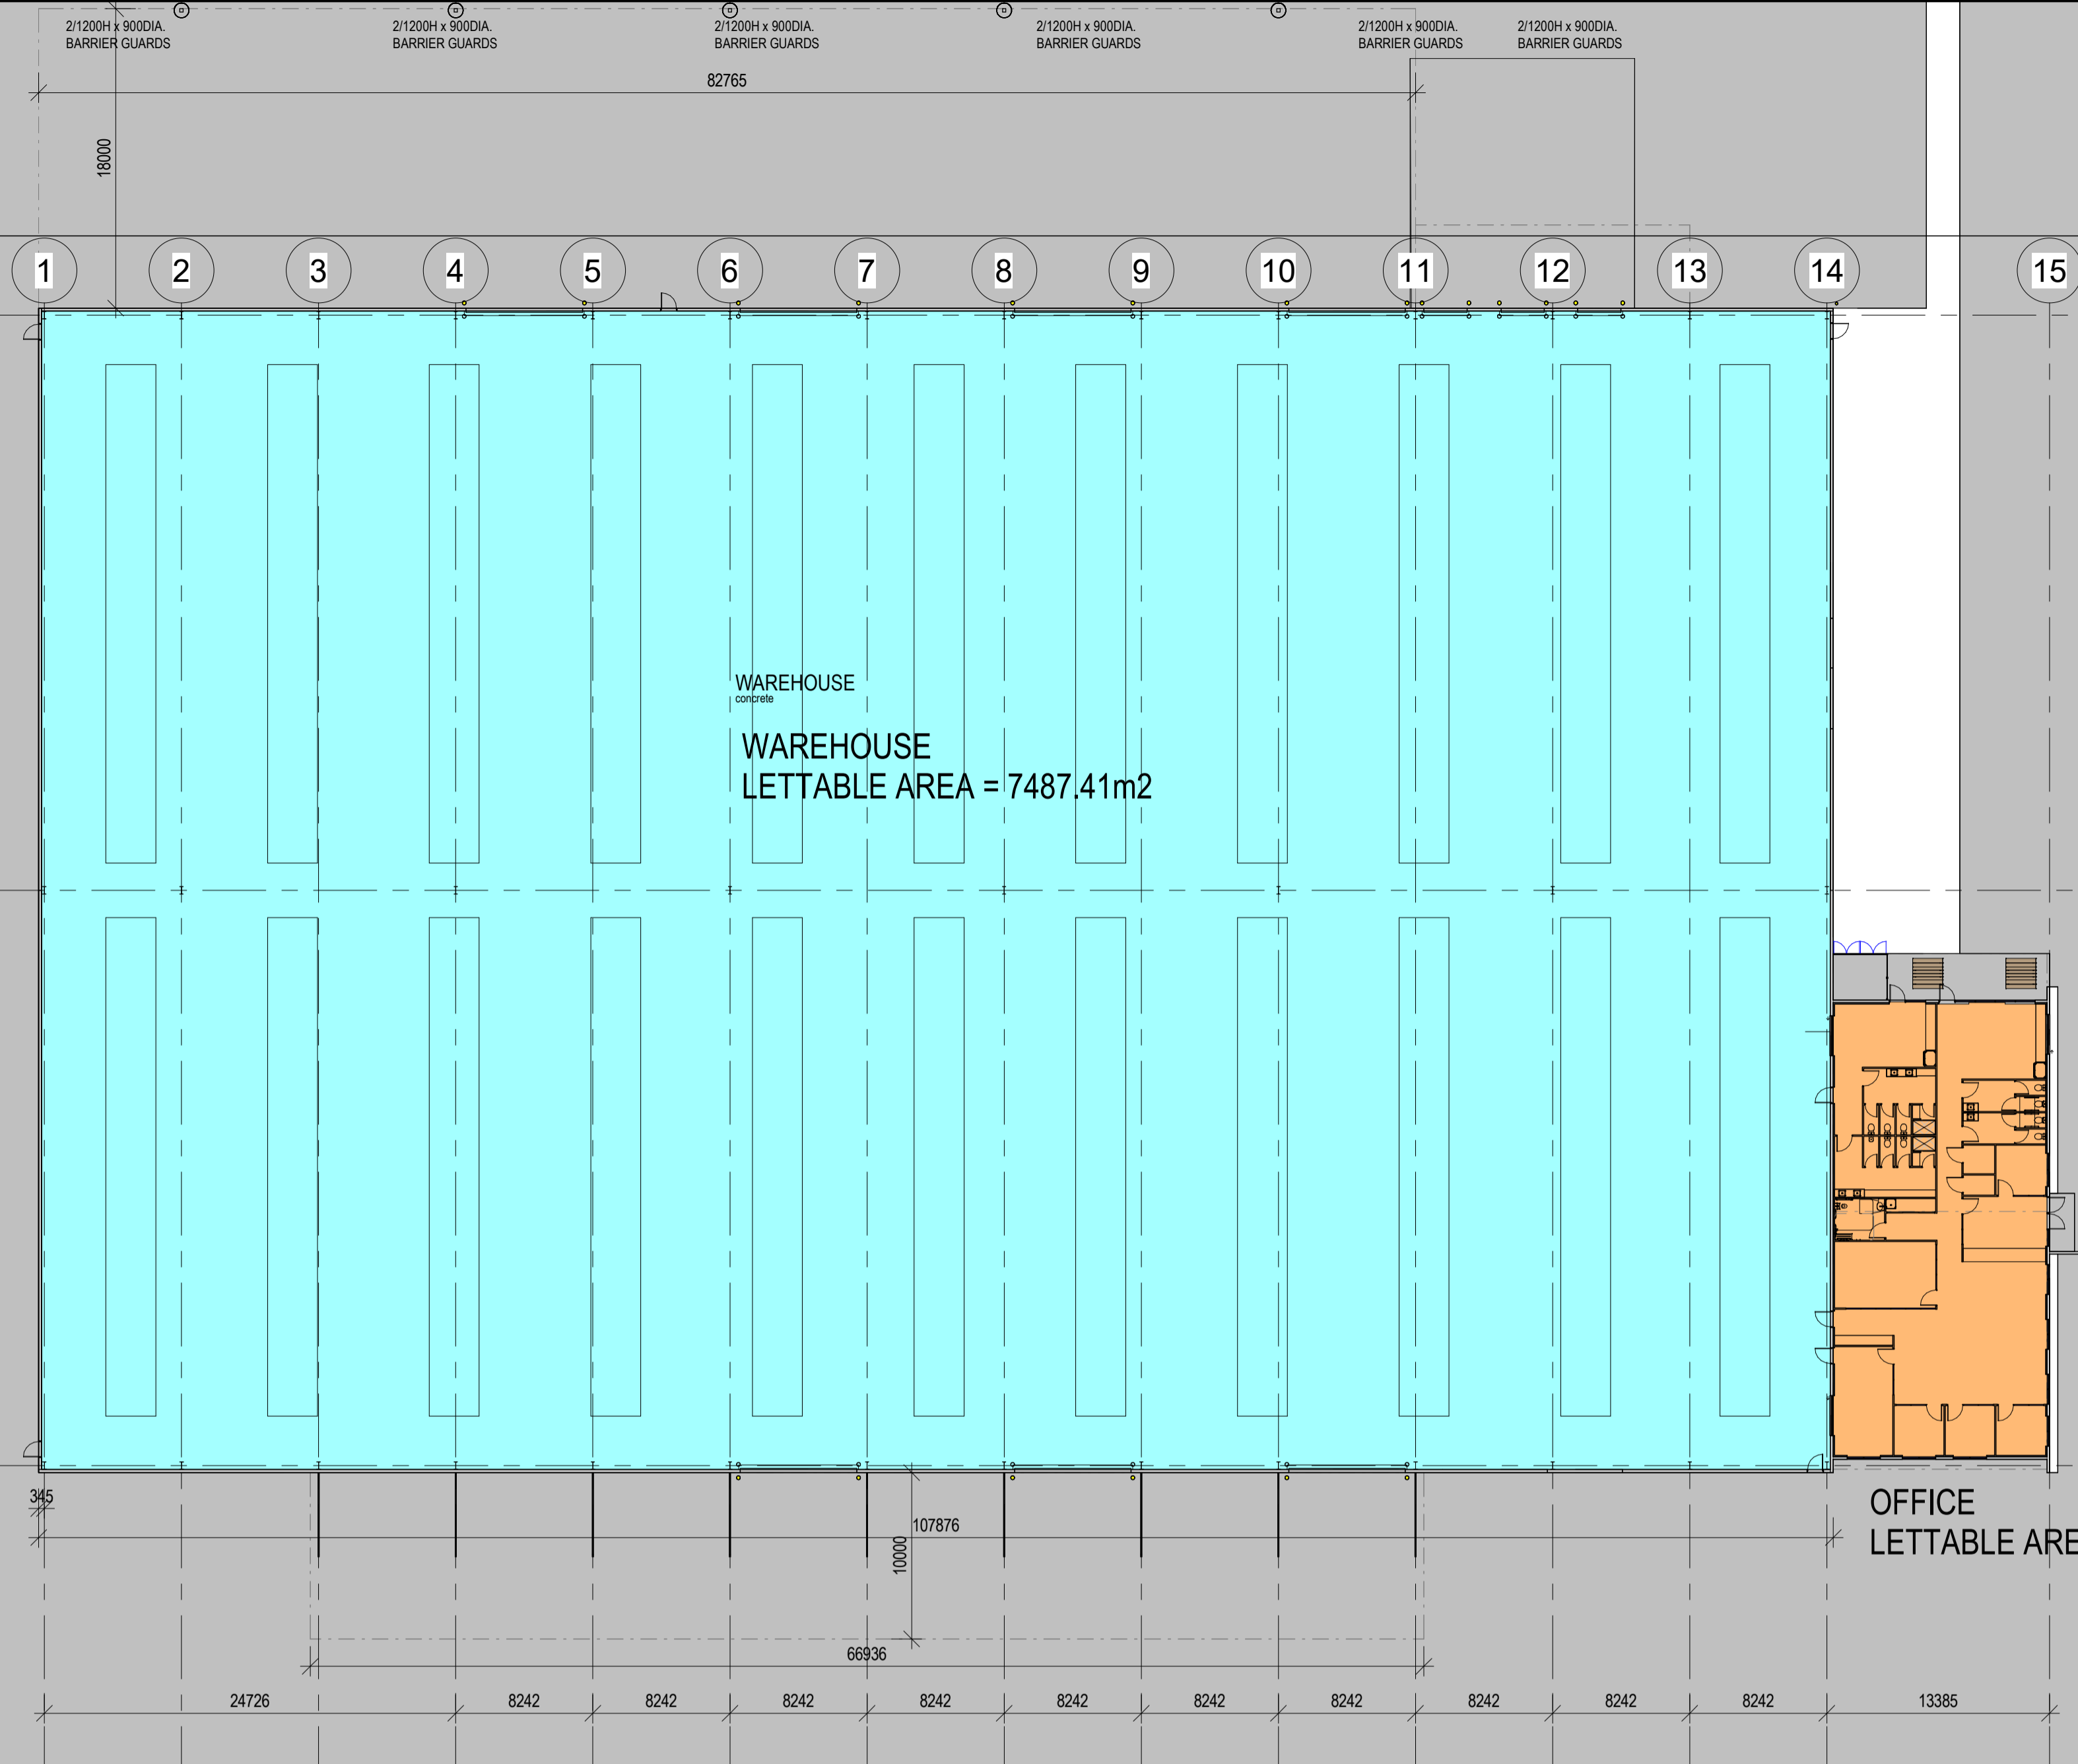 2/1200H x 900DIA.
BARRIER GUARDS
2/1200H x 900DIA.
BARRIER GUARDS
2/1200H x 900DIA.
BARRIER GUARDS
2/1200H x 900DIA.
BARRIER GUARDS
2/1200H x 900DIA.
BARRIER GUARDS
2/1200H x 900DIA.
BARRIER GUARDS
82765
18000
1
2
3
4
5
6
7
8
9
10
11
12
13
14
15
WAREHOUSE
concrete
WAREHOUSE
LETTABLE AREA = 7487.41m2
345
107876
10000
OFFICE
LETTABLE ARE
66936
24726
8242
8242
8242
8242
8242
8242
8242
8242
8242
8242
13385